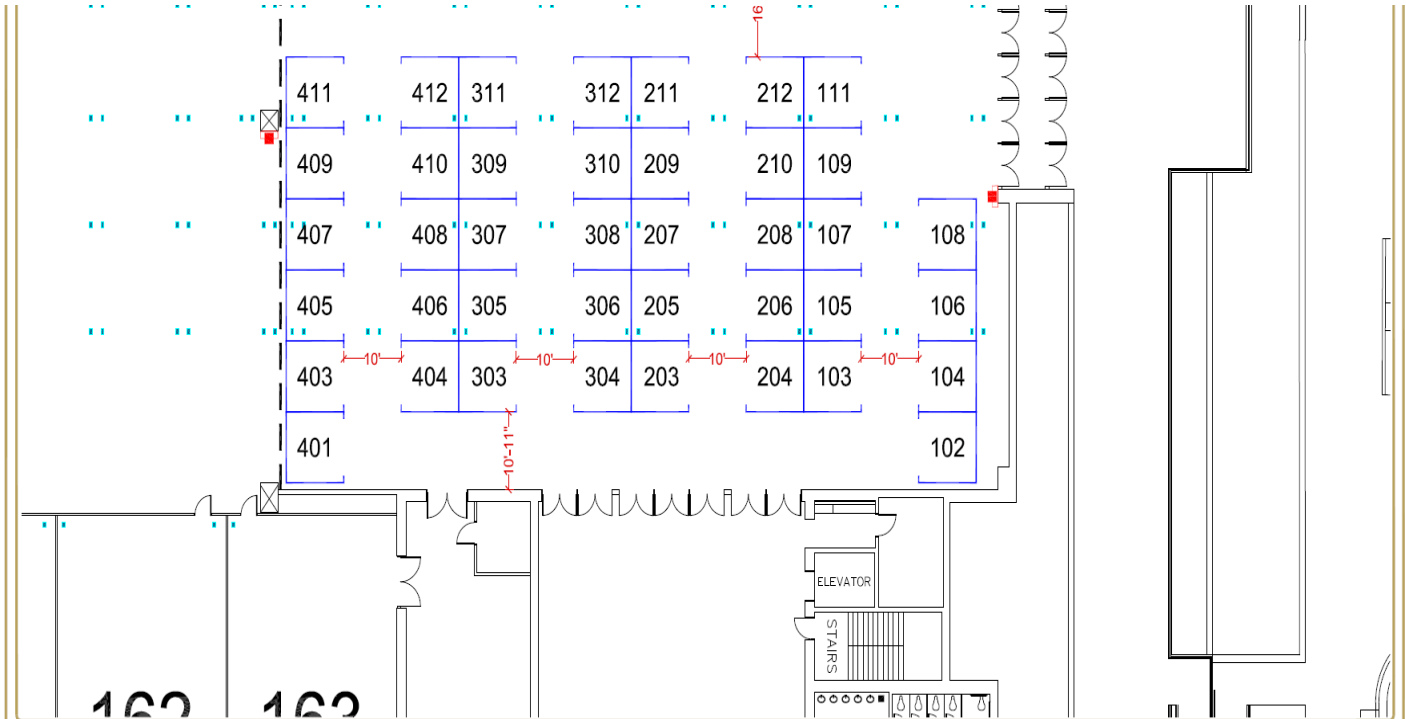 16
411 412 311 312 211 212 111
409 410 309 310 209 210 109
407 408 307 308 207 208 107 108
405 406 305 306 205 206 105 106
10' 10' 10' 10'
403 404 303 304 203 204 103 104
401 10'-11" 102
ELEVATOR
STAIRS
162 163